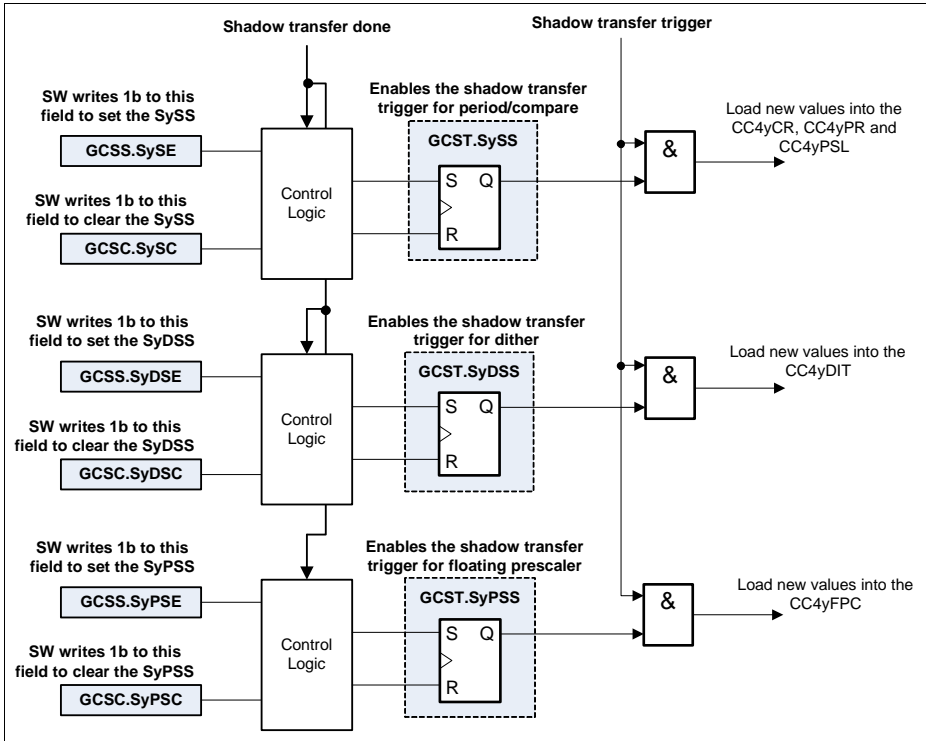 Shadow transfer done
Shadow transfer trigger
SW writes 1b to this
field to set the SySS
GCSS.SySE
SW writes 1b to this
field to clear the SySS
GCSC.SySC
Control
Logic
Enables the shadow transfer
trigger for period/compare
GCST.SySS
S Q
R
&
Load new values into the
CC4yCR, CC4yPR and
CC4yPSL
SW writes 1b to this
field to set the SyDSS
GCSS.SyDSE
SW writes 1b to this
field to clear the SyDSS
GCSC.SyDSC
Control
Logic
Enables the shadow transfer
trigger for dither
GCST.SyDSS
S Q
R
&
Load new values into the
CC4yDIT
SW writes 1b to this
field to set the SyPSS
GCSS.SyPSE
SW writes 1b to this
field to clear the SyPSS
GCSC.SyPSC
Control
Logic
Enables the shadow transfer
trigger for floating prescaler
GCST.SyPSS
S Q
R
&
Load new values into the
CC4yFPC